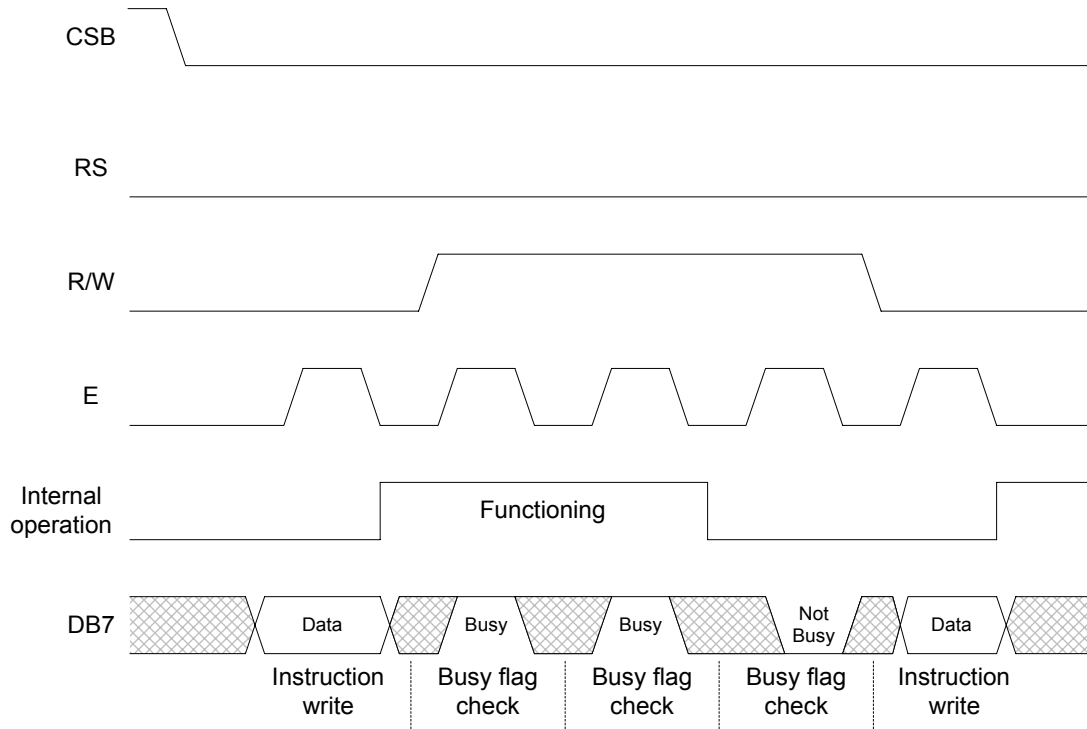 CSB
RS
R/W
E
Internal
operation
Functioning
DB7
Data
Busy
Busy
Not
Busy
Data
Instruction
write
Busy flag
check
Busy flag
check
Busy flag
check
Instruction
write